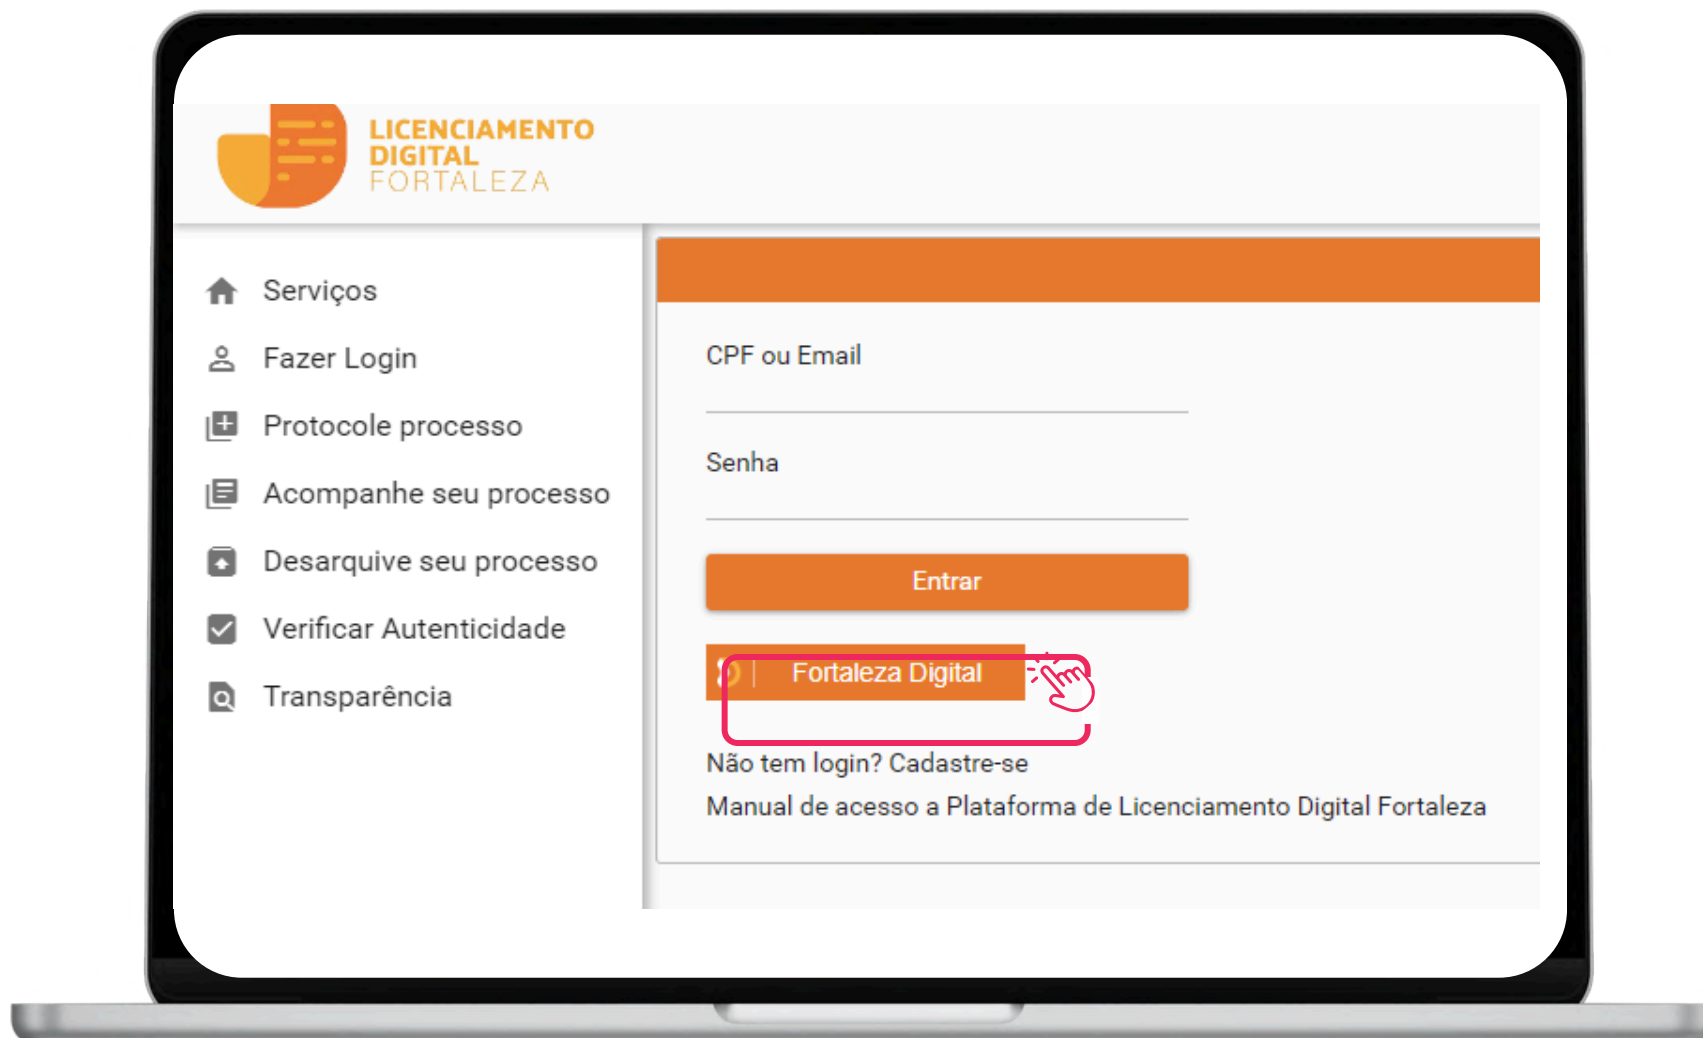 LICENCIAMENTO
DIGITAL
FORTALEZA
Serviços
Fazer Login
Protocole processo
Acompanhe seu processo
Desarquive seu processo
Verificar Autenticidade
Transparência
CPF ou Email
Senha
Entrar
Fortaleza Digital
Não tem login? Cadastre-se
Manual de acesso a Plataforma de Licenciamento Digital Fortaleza